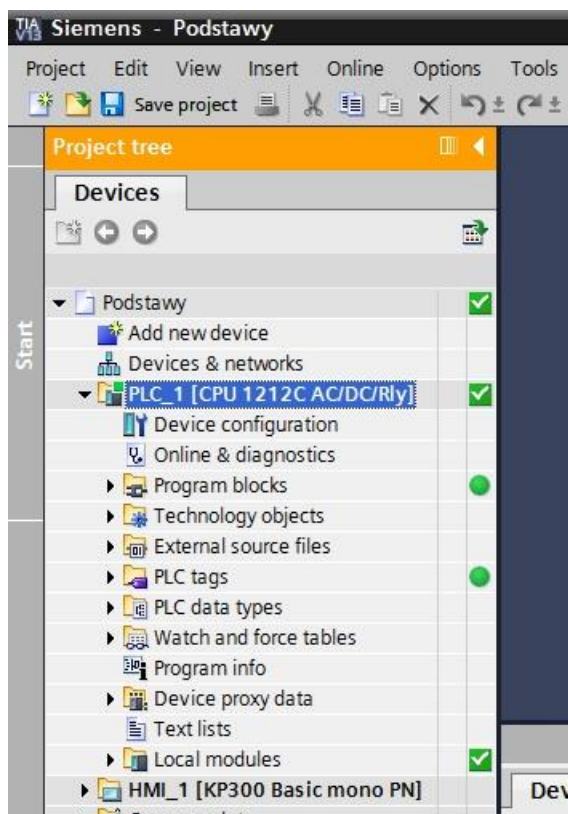 TIA V13 Siemens - Podstawy
Project Edit View Insert Online Options Tools
Save project
Project tree
Devices
Start
Podstawy
Add new device
Devices & networks
PLC_1 [CPU 1212C AC/DC/Rly]
Device configuration
Online & diagnostics
Program blocks
Technology objects
External source files
PLC tags
PLC data types
Watch and force tables
Program info
Device proxy data
Text lists
Local modules
HMI_1 [KP300 Basic mono PN]
Dev